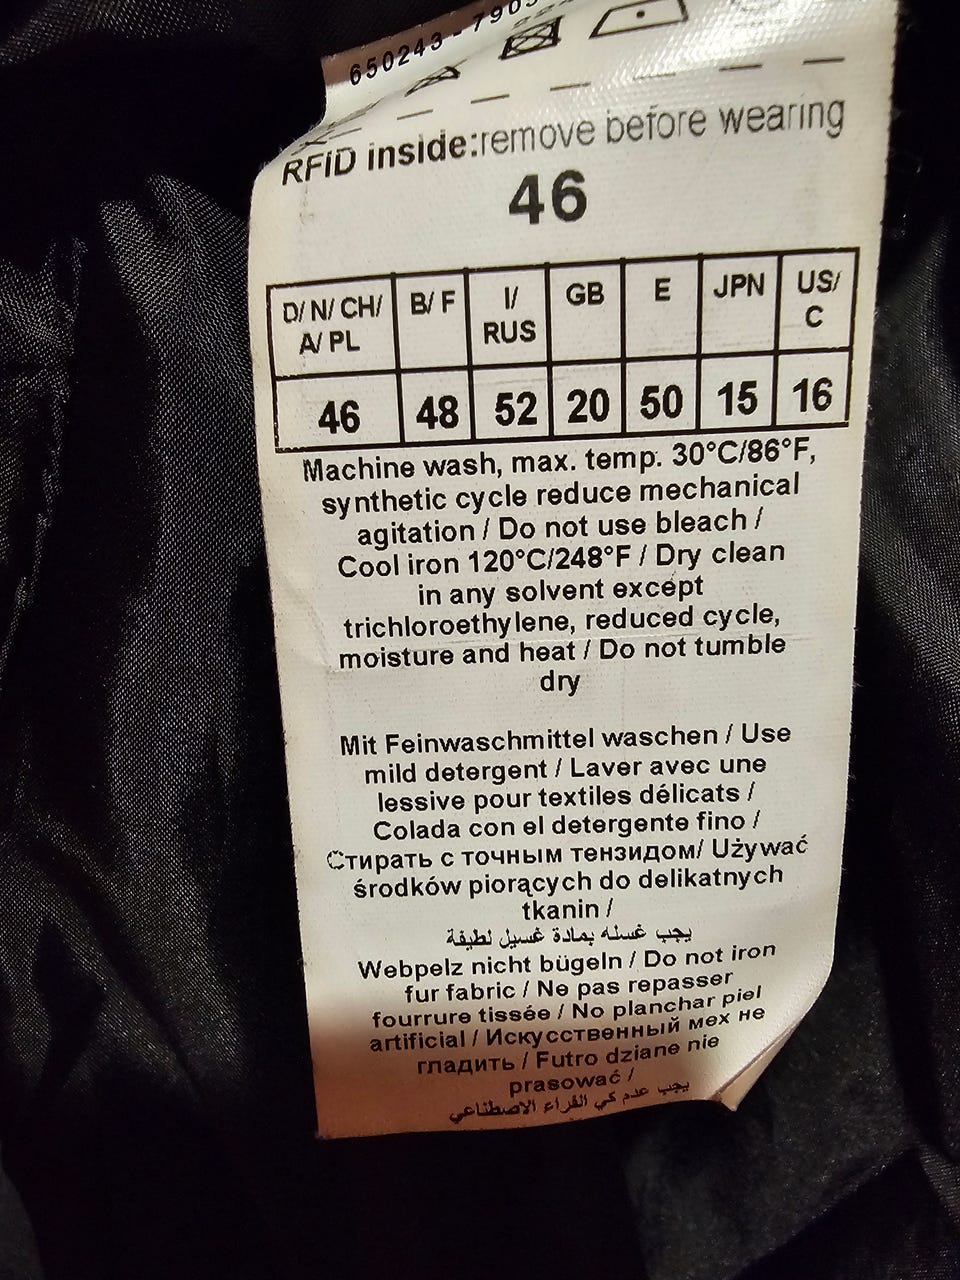 650243 - 790
RFID inside:remove before wearing
46
D/ N/ CH/ A/ PL B/ F I/ RUS GB E JPN US/ C
46 48 52 20 50 15 16
Machine wash, max. temp. 30°C/86°F,
synthetic cycle reduce mechanical
agitation / Do not use bleach /
Cool iron 120°C/248°F / Dry clean
in any solvent except
trichloroethylene, reduced cycle,
moisture and heat / Do not tumble
dry
Mit Feinwaschmittel waschen / Use
mild detergent / Laver avec une
lessive pour textiles délicats /
Colada con el detergente fino /
Стирать с точным тензидом/ Używać
środków piorących do delikatnych
tkanin /
يجب غسله بمادة غسيل لطيفة
Webpelz nicht bügeln / Do not iron
fur fabric / Ne pas repasser
fourrure tissée / No planchar piel
artificial / Искусственный мех не
гладить / Futro dziane nie
prasować /
يجب عدم كي الفراء الاصطناعي